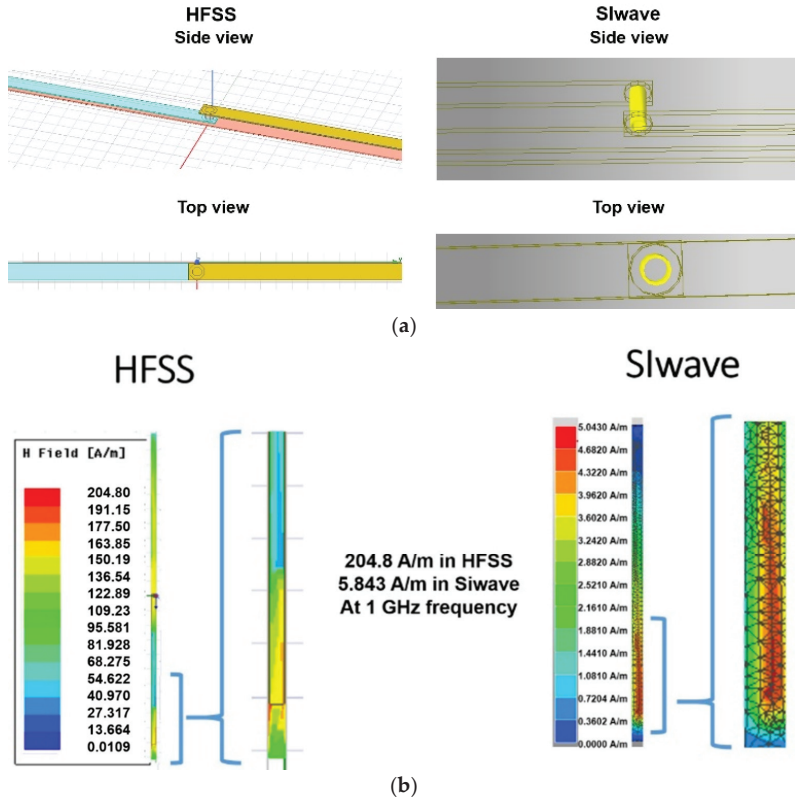 HFSS
Side view
SIwave
Side view
Top view
Top view
(a)
HFSS
SIwave
H Field [A/m]
204.80
191.15
177.50
163.85
150.19
136.54
122.89
109.23
95.581
81.928
68.275
54.622
40.970
27.317
13.664
0.0109
204.8 A/m in HFSS
5.843 A/m in Siwave
At 1 GHz frequency
5.0430 A/m
4.6820 A/m
4.3220 A/m
3.9620 A/m
3.6020 A/m
3.2420 A/m
2.8820 A/m
2.5210 A/m
2.1610 A/m
1.8810 A/m
1.4410 A/m
1.0810 A/m
0.7204 A/m
0.3602 A/m
0.0000 A/m
(b)